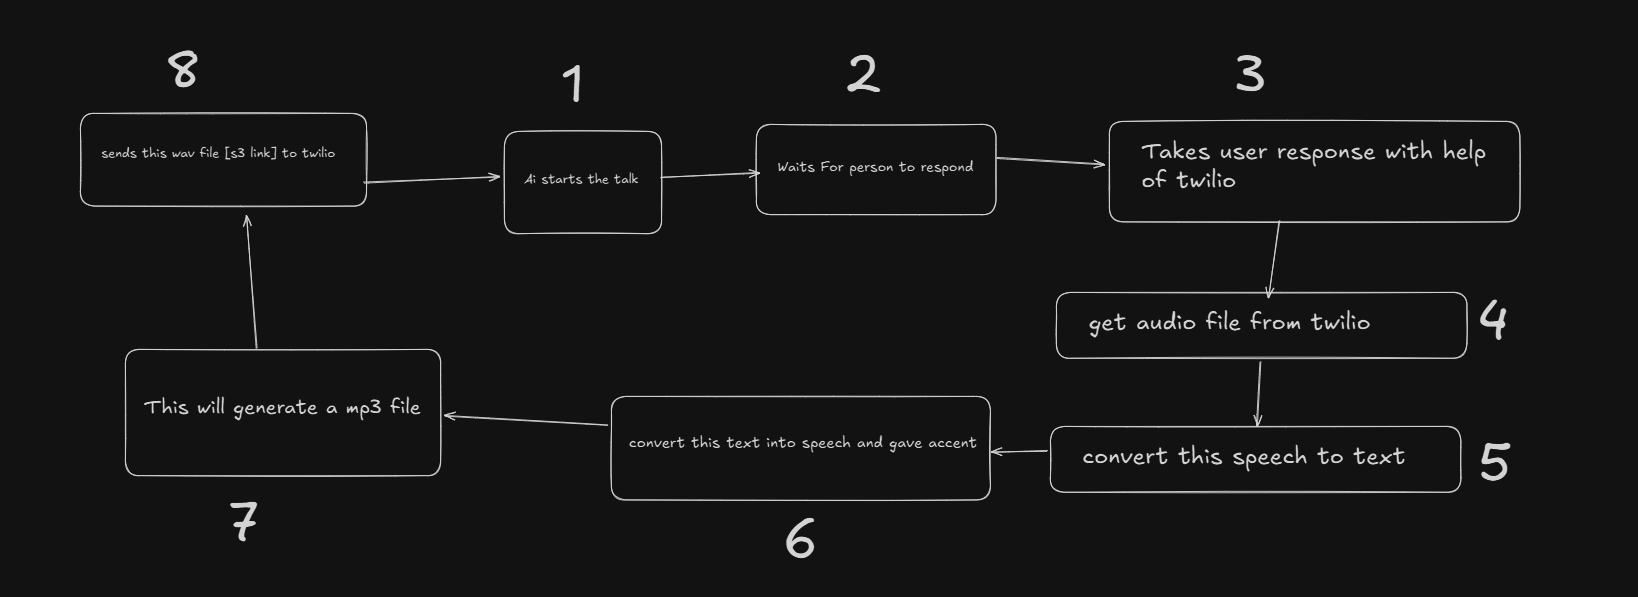 8
1
2
3
sends this wav file [s3 link] to twilio
Ai starts the talk
Waits For person to respond
Takes user response with help
of twilio
get audio file from twilio
4
This will generate a mp3 file
convert this text into speech and gave accent
convert this speech to text
5
7
6